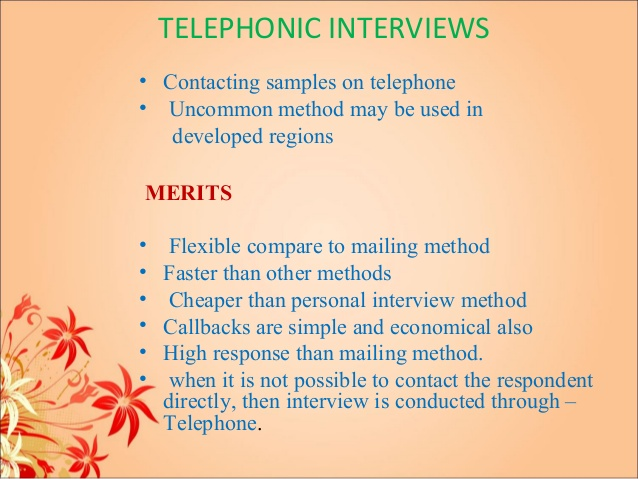 TELEPHONIC INTERVIEWS
• Contacting samples on telephone
• Uncommon method may be used in
developed regions
MERITS
• Flexible compare to mailing method
• Faster than other methods
• Cheaper than personal interview method
• Callbacks are simple and economical also
• High response than mailing method.
• when it is not possible to contact the respondent
directly, then interview is conducted through –
Telephone.